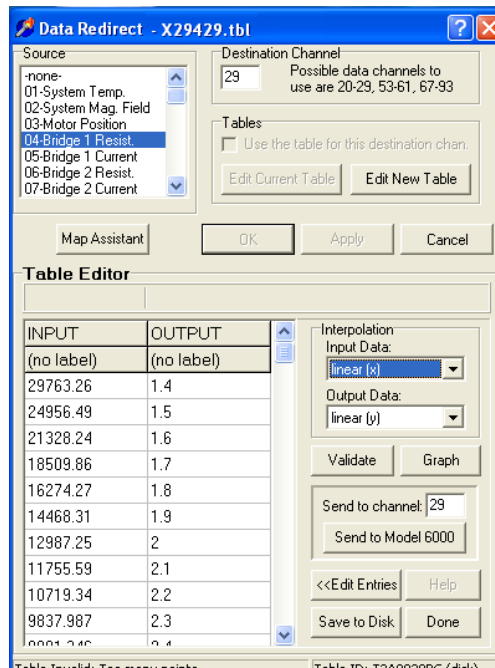 Data Redirect - X29429.tbl
Source
-none-
01-System Temp.
02-System Mag. Field
03-Motor Position
04-Bridge 1 Resist.
05-Bridge 1 Current
06-Bridge 2 Resist.
07-Bridge 2 Current
Destination Channel
29
Possible data channels to
use are 20-29, 53-61, 67-93
Tables
Use the table for this destination chan.
Edit Current Table
Edit New Table
Map Assistant
OK
Apply
Cancel
Table Editor
INPUT OUTPUT
(no label) (no label)
29763.26 1.4
24956.49 1.5
21328.24 1.6
18509.86 1.7
16274.27 1.8
14468.31 1.9
12987.25 2
11755.59 2.1
10719.34 2.2
9837.987 2.3
Interpolation
Input Data:
linear (x)
Output Data:
linear (y)
Validate
Graph
Send to channel: 29
Send to Model 6000
<<Edit Entries
Help
Save to Disk
Done
Table Invalid: Too many points